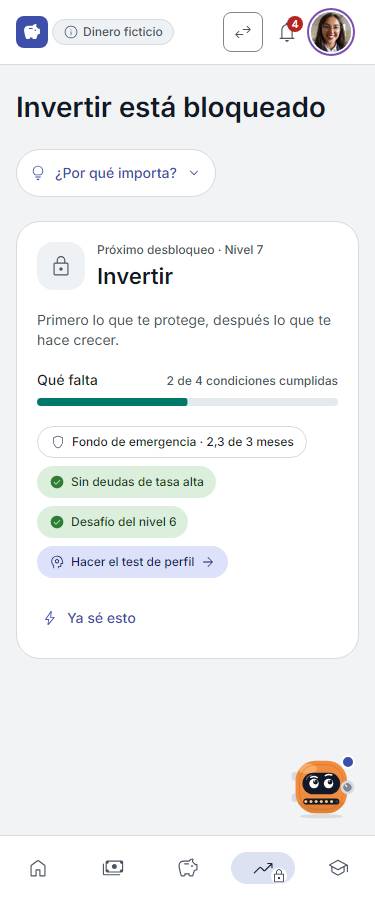 Dinero ficticio
4
Invertir está bloqueado
¿Por qué importa?
Próximo desbloqueo · Nivel 7
Invertir
Primero lo que te protege, después lo que te
hace crecer.
Qué falta
2 de 4 condiciones cumplidas
Fondo de emergencia · 2,3 de 3 meses
Sin deudas de tasa alta
Desafío del nivel 6
Hacer el test de perfil
Ya sé esto